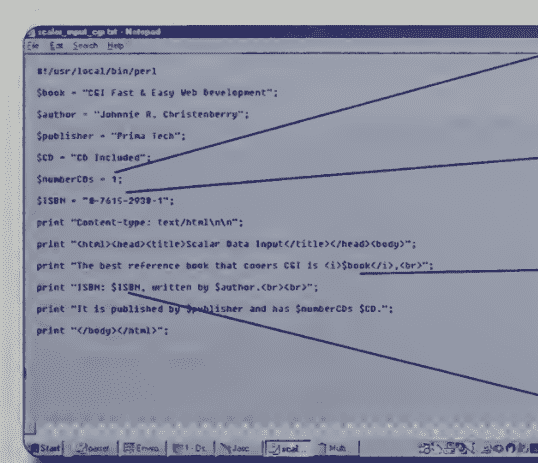 scalar_input_cgi.txt - Notepad
File Edit Search Help
#!/usr/local/bin/perl
$book = "CGI Fast & Easy Web Development";
$author = "Johnnie R. Christenberry";
$publisher = "Prima Tech";
$CD = "CD Included";
$numberCDs = 1;
$ISBN = "0-7615-2938-1";
print "Content-type: text/html\n\n";
print "<html><head><title>Scalar Data Input</title></head><body>";
print "The best reference book that covers CGI is <i>$book</i>,<br>";
print "ISBN: $ISBN, written by $author.<br><br>";
print "It is published by $publisher and has $numberCDs $CD.";
print "</body></html>";
Start scal...